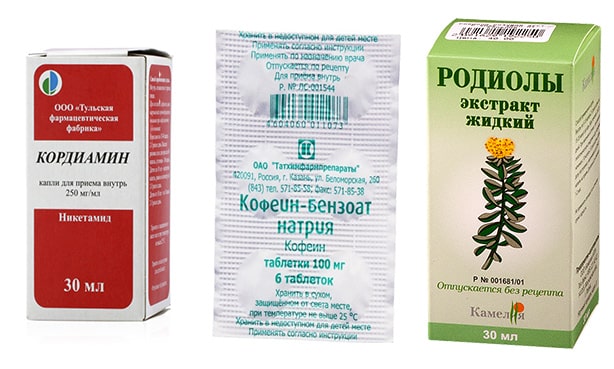 ООО "Тульская
фармацевтическая
фабрика"
КОРДИАМИН
капли для приема внутрь
250 мг/мл
Никетамид
30 мл
Хранить в недоступном для детей месте
Применять согласно инструкции
Применять по назначению врача
Отпускается по рецепту
Для приёма внутрь
Р. № ЛС-001544
4604060011073
ОАО "Татхимфармпрепараты"
420091, Россия, г. Казань, ул. Беломорская, 260
(843) тел. 571-85-58; факс: 571-85-38
Кофеин-бензоат
натрия
Кофеин
таблетки 100 мг
6 таблеток
Хранить в сухом,
защищённом от света месте,
при температуре не выше 25 °C
Хранить в недоступном для детей месте
Применять согласно инструкции
РОДИОЛЫ
экстракт
жидкий
Р № 001681/01
Отпускается без рецепта
Камелия
30 мл